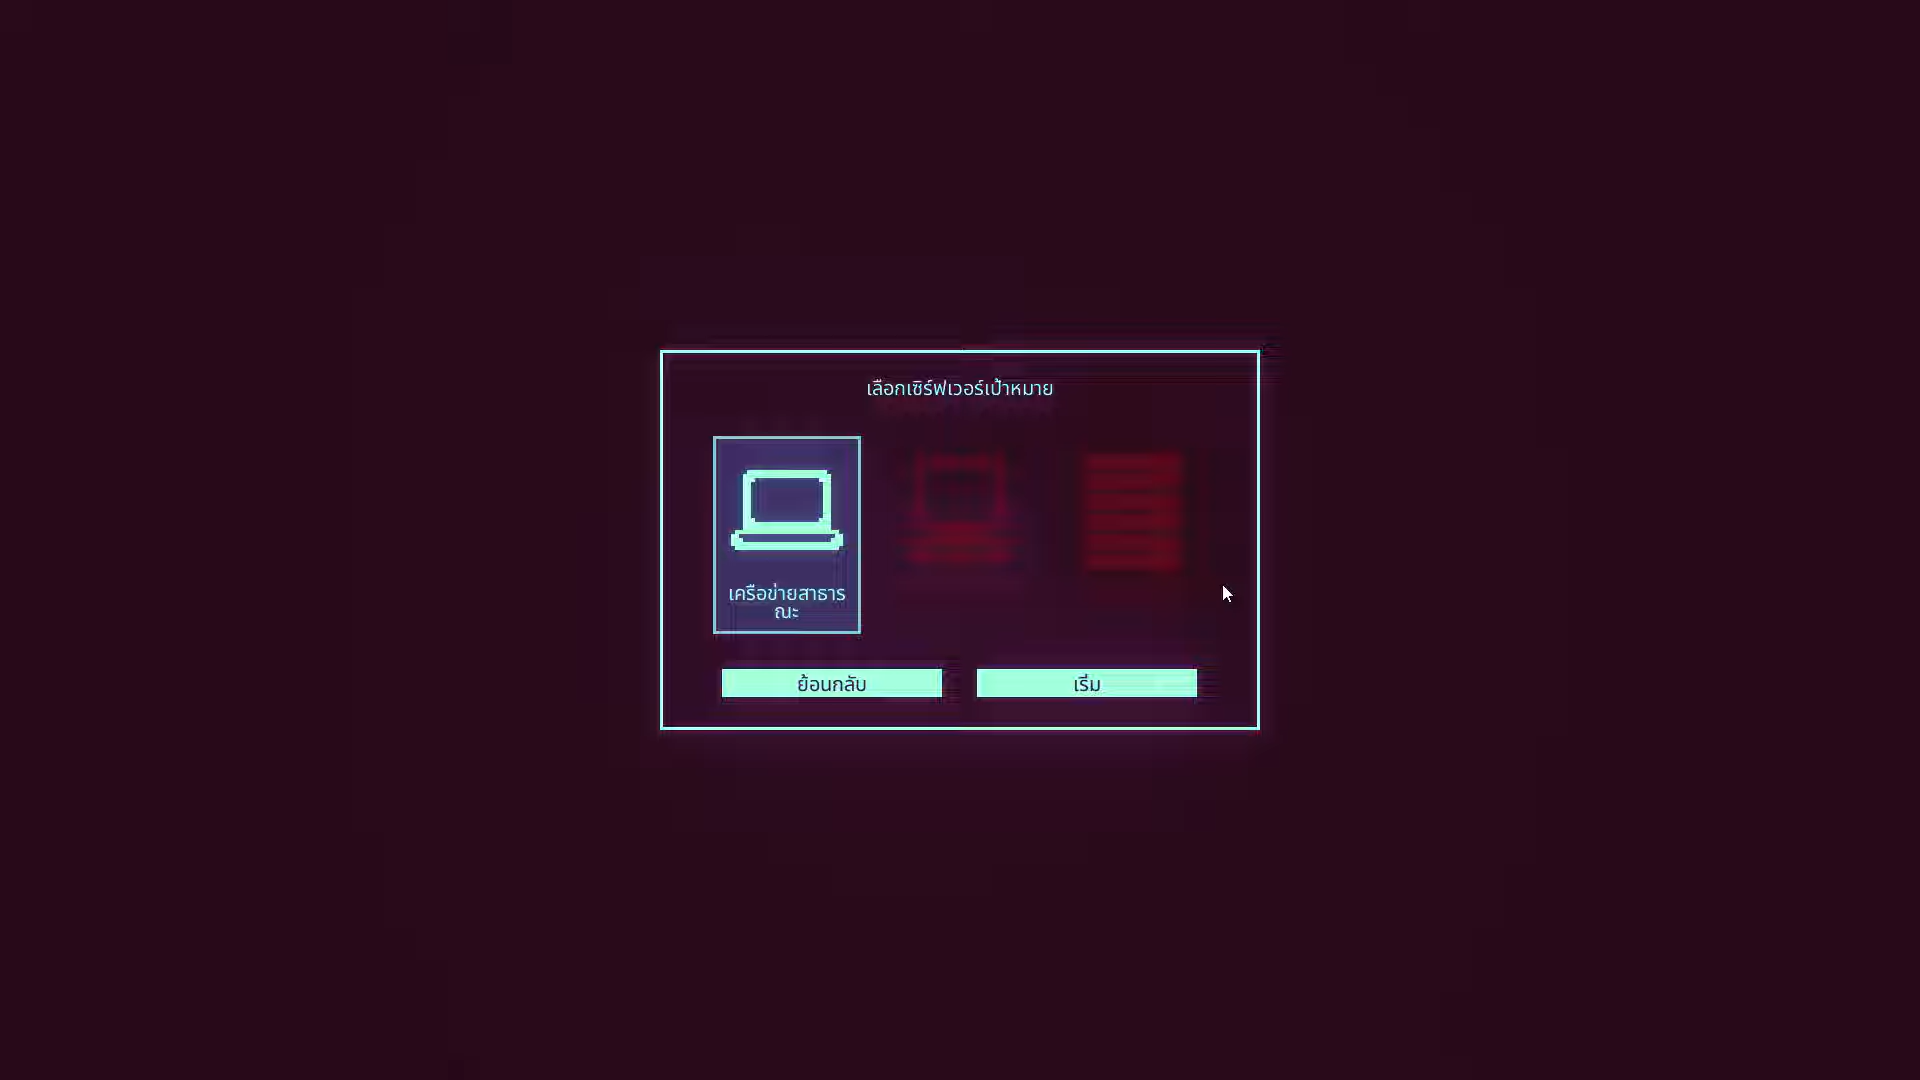 เลือกเซิร์ฟเวอร์เป้าหมาย
เครือข่ายสาธาร
ณะ
ย้อนกลับ
เริ่ม